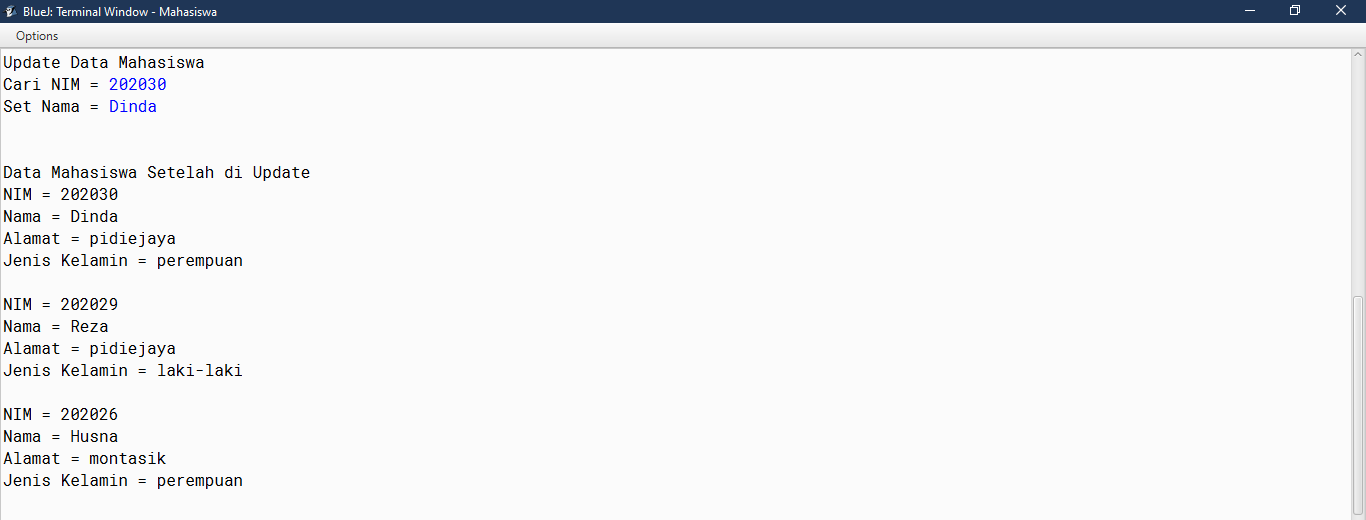 BlueJ: Terminal Window - Mahasiswa
Options
Update Data Mahasiswa
Cari NIM = 202030
Set Nama = Dinda
Data Mahasiswa Setelah di Update
NIM = 202030
Nama = Dinda
Alamat = pidiejaya
Jenis Kelamin = perempuan
NIM = 202029
Nama = Reza
Alamat = pidiejaya
Jenis Kelamin = laki-laki
NIM = 202026
Nama = Husna
Alamat = montasik
Jenis Kelamin = perempuan